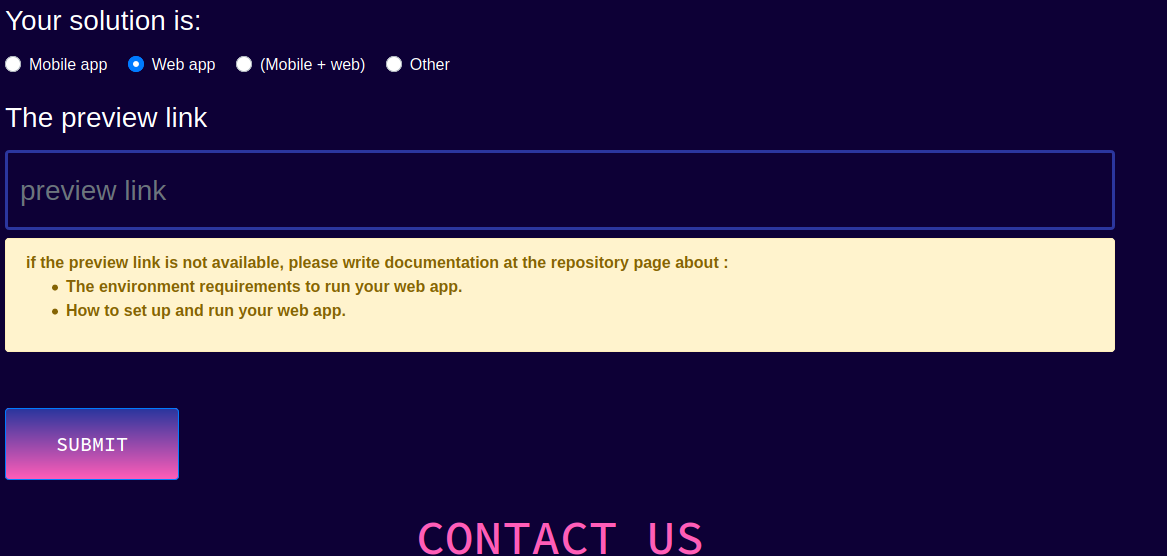 Your solution is:
Mobile app Web app (Mobile + web) Other
The preview link
preview link
if the preview link is not available, please write documentation at the repository page about :
The environment requirements to run your web app.
How to set up and run your web app.
SUBMIT
CONTACT US